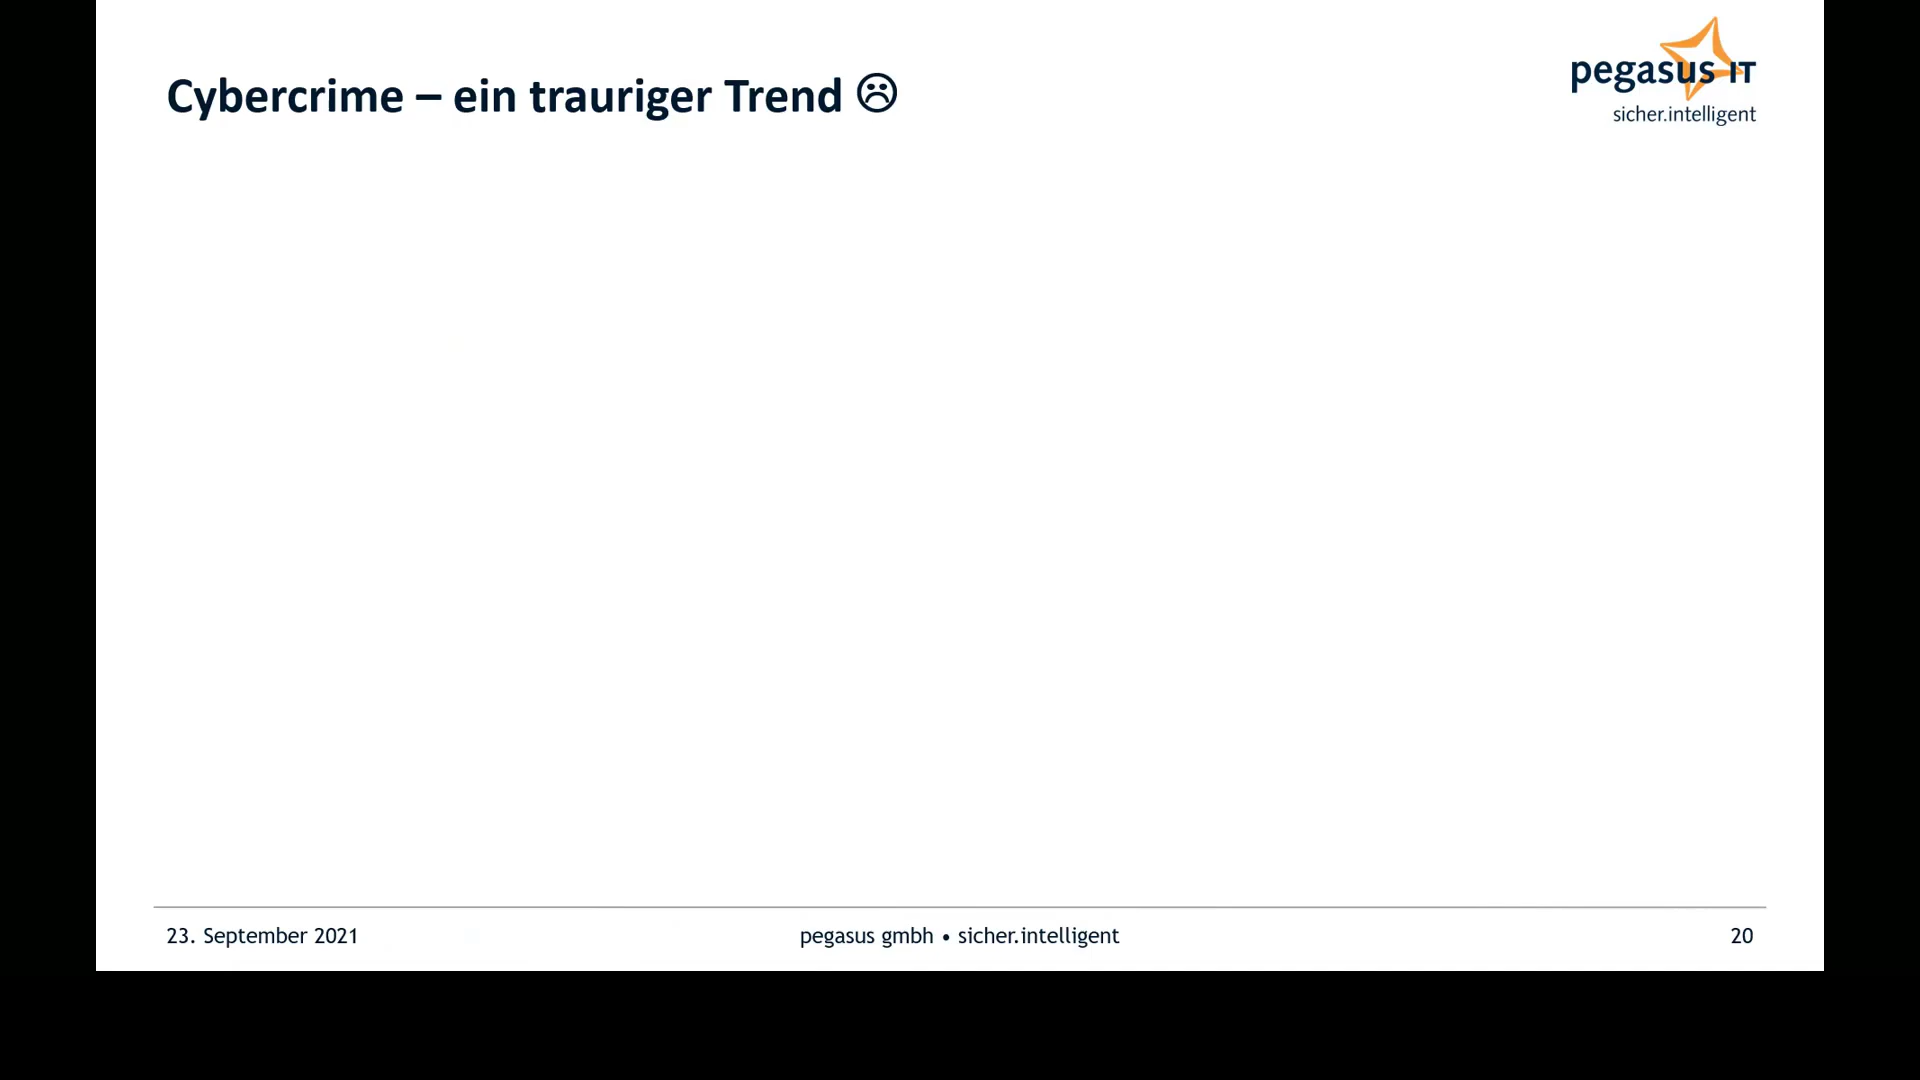 Cybercrime – ein trauriger Trend ☹
pegasus IT
sicher.intelligent
23. September 2021
pegasus gmbh • sicher.intelligent
20